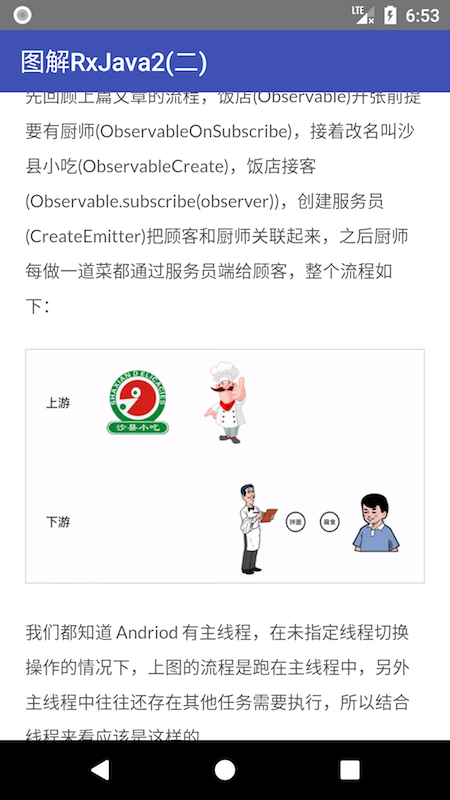 LTE 6:53
图解RxJava2(二)
先回顾上篇文章的流程，饭店(Observable)开张前提
要有厨师(ObservableOnSubscribe)，接着改名叫沙
县小吃(ObservableCreate)，饭店接客
(Observable.subscribe(observer))，创建服务员
(CreateEmitter)把顾客和厨师关联起来，之后厨师
每做一道菜都通过服务员端给顾客，整个流程如
下：
上游
SHAXIAN DELICACIES
沙县小吃
下游
拌面
扁食
我们都知道 Andriod 有主线程，在未指定线程切换
操作的情况下，上图的流程是跑在主线程中，另外
主线程中往往还存在其他任务需要执行，所以结合
线程来看应该是这样的